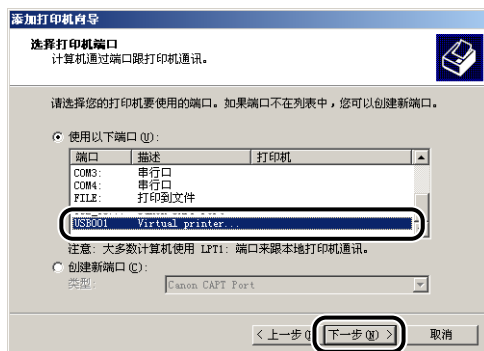 添加打印机向导
选择打印机端口
计算机通过端口跟打印机通讯。
请选择您的打印机要使用的端口。如果端口不在列表中，您可以创建新端口。
使用以下端口(U):
端口 描述 打印机
COM3: 串行口
COM4: 串行口
FILE: 打印到文件
USB001 Virtual printer...
注意: 大多数计算机使用 LPT1: 端口来跟本地打印机通讯。
创建新端口(C):
类型: Canon CAPT Port
< 上一步 下一步(N) > 取消